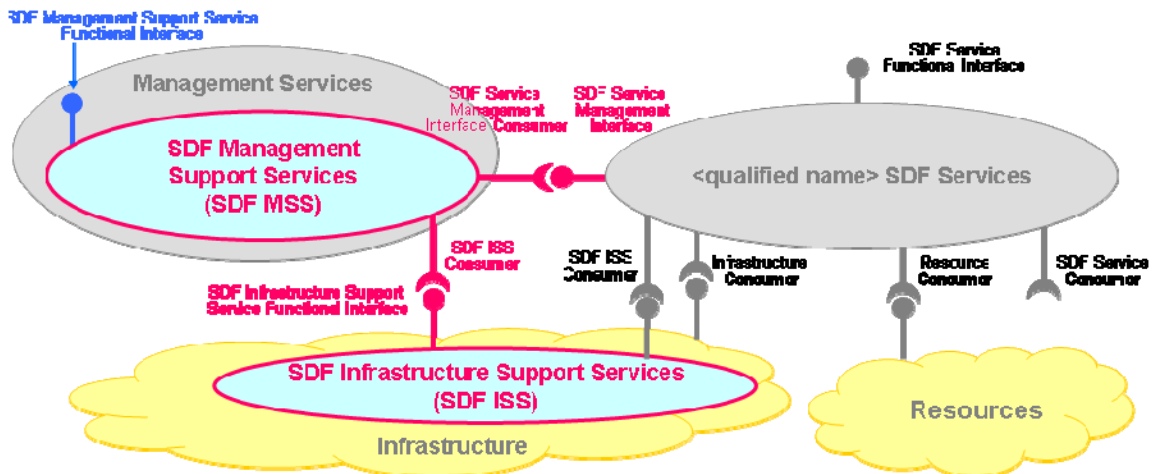 SDF Management Support Service
Functional Interface
Management Services
SDF Management
Support Services
(SDF MSS)
SDF Service
Management
Interface Consumer
SDF Service
Management
Interface
SDF Service
Functional Interface
<qualified name> SDF Services
SDF ISS
Consumer
SDF Infrastructure Support
Service Functional Interface
SDF ISS
Consumer
Infrastructure
Consumer
Resource
Consumer
SDF Service
Consumer
SDF Infrastructure Support Services
(SDF ISS)
Infrastructure
Resources